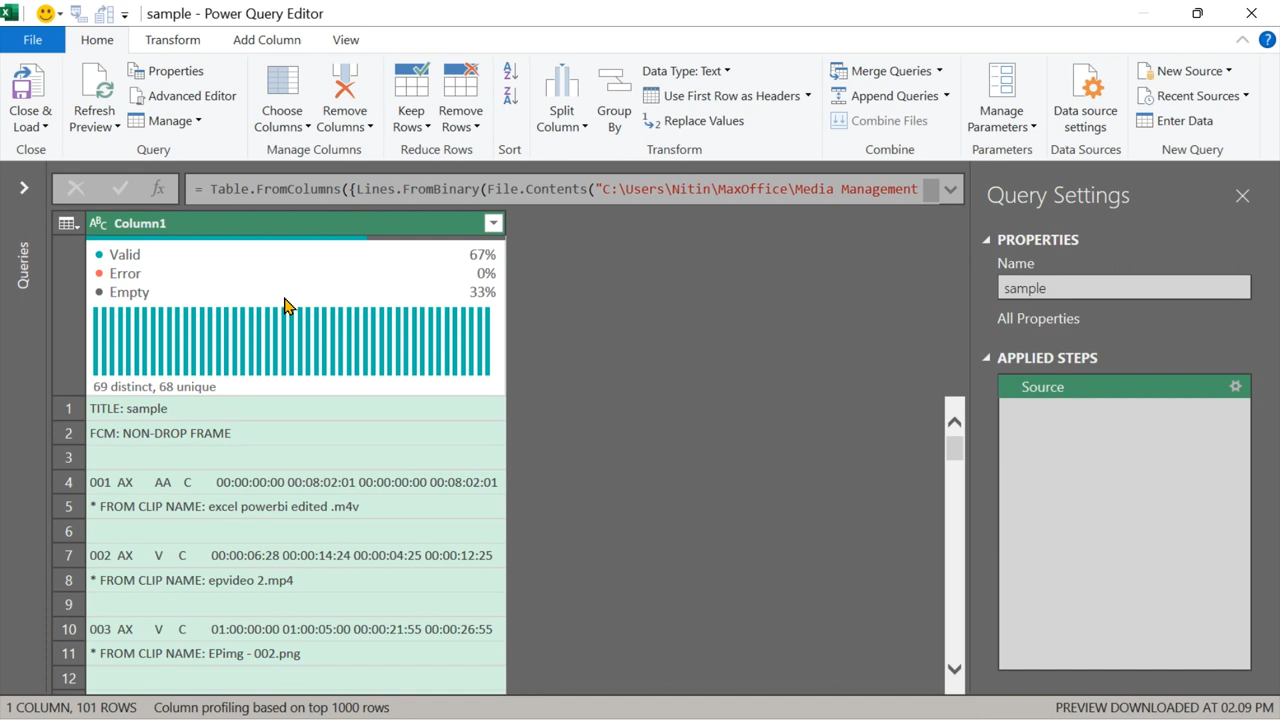 sample - Power Query Editor
File Home Transform Add Column View
Close & Load
Close
Refresh Preview
Properties
Advanced Editor
Manage
Query
Choose Columns
Remove Columns
Manage Columns
Keep Rows
Remove Rows
Reduce Rows
Sort
Split Column
Group By
Data Type: Text
Use First Row as Headers
Replace Values
Transform
Merge Queries
Append Queries
Combine Files
Combine
Manage Parameters
Parameters
Data source settings
Data Sources
New Source
Recent Sources
Enter Data
New Query
fx = Table.FromColumns({Lines.FromBinary(File.Contents("C:\Users\Nitin\MaxOffice\Media Management
Queries
ABC Column1
Valid 67%
Error 0%
Empty 33%
69 distinct, 68 unique
1 TITLE: sample
2 FCM: NON-DROP FRAME
3
4 001 AX AA C 00:00:00:00 00:08:02:01 00:00:00:00 00:08:02:01
5 * FROM CLIP NAME: excel powerbi edited .m4v
6
7 002 AX V C 00:00:06:28 00:00:14:24 00:00:04:25 00:00:12:25
8 * FROM CLIP NAME: epvideo 2.mp4
9
10 003 AX V C 01:00:00:00 01:00:05:00 00:00:21:55 00:00:26:55
11 * FROM CLIP NAME: EPimg - 002.png
12
Query Settings
PROPERTIES
Name
sample
All Properties
APPLIED STEPS
Source
1 COLUMN, 101 ROWS Column profiling based on top 1000 rows
PREVIEW DOWNLOADED AT 02.09 PM